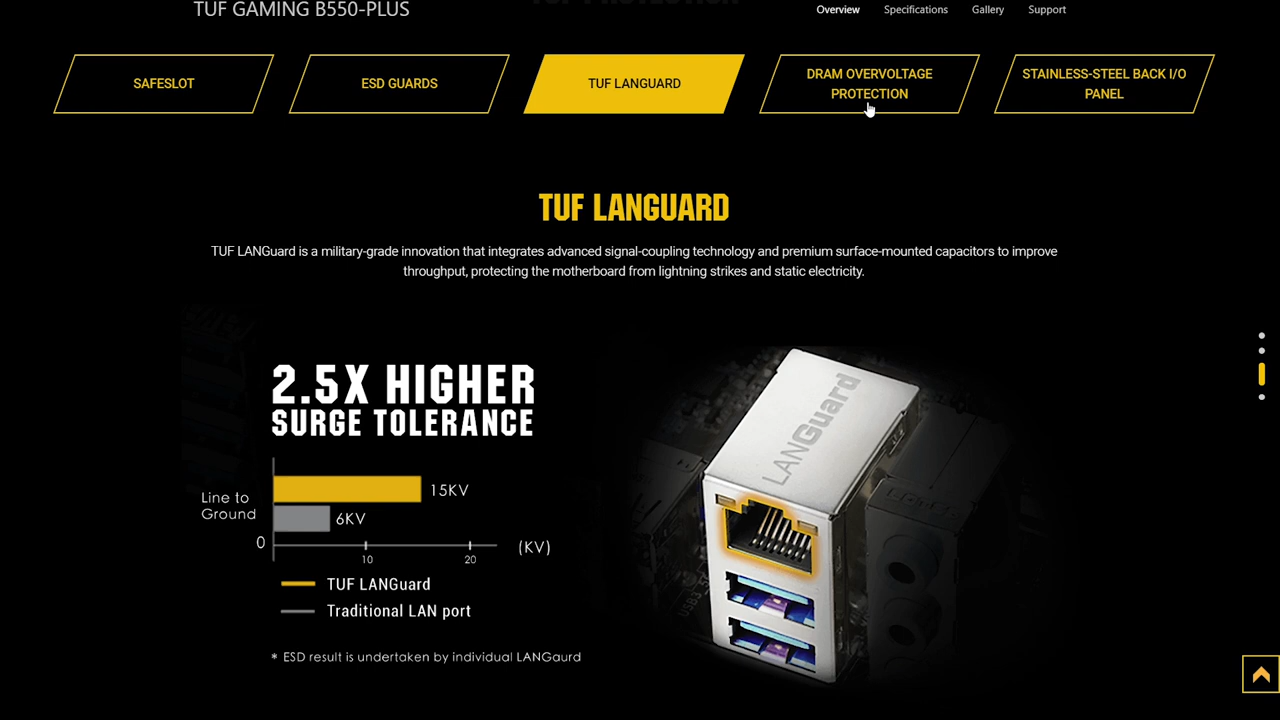 TUF GAMING B550-PLUS
Overview Specifications Gallery Support
SAFESLOT
ESD GUARDS
TUF LANGUARD
DRAM OVERVOLTAGE
PROTECTION
STAINLESS-STEEL BACK I/O
PANEL
TUF LANGUARD
TUF LANGuard is a military-grade innovation that integrates advanced signal-coupling technology and premium surface-mounted capacitors to improve
throughput, protecting the motherboard from lightning strikes and static electricity.
2.5X HIGHER
SURGE TOLERANCE
Line to
Ground
15KV
6KV
0
10
20
(KV)
TUF LANGuard
Traditional LAN port
* ESD result is undertaken by individual LANGaurd
LANGuard